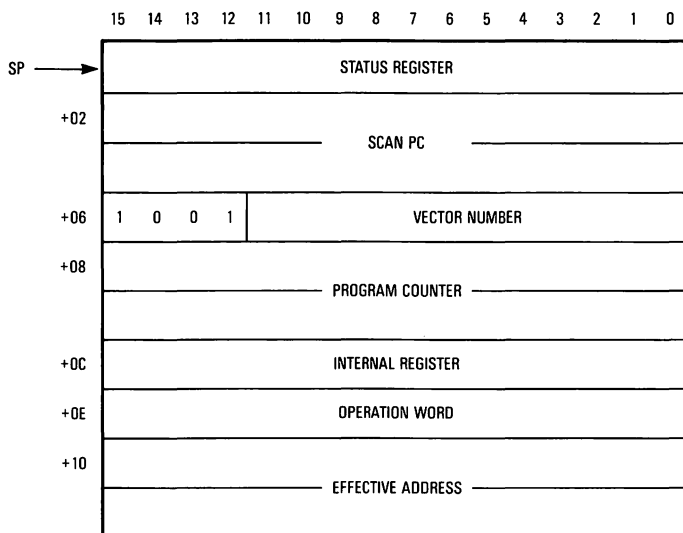 15 14 13 12 11 10 9 8 7 6 5 4 3 2 1 0
SP STATUS REGISTER
+02
SCAN PC
+06 1 0 0 1 VECTOR NUMBER
+08
PROGRAM COUNTER
+0C INTERNAL REGISTER
+0E OPERATION WORD
+10
EFFECTIVE ADDRESS